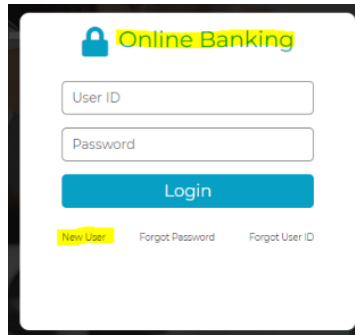 Online Banking
User ID
Password
Login
New User Forgot Password Forgot User ID